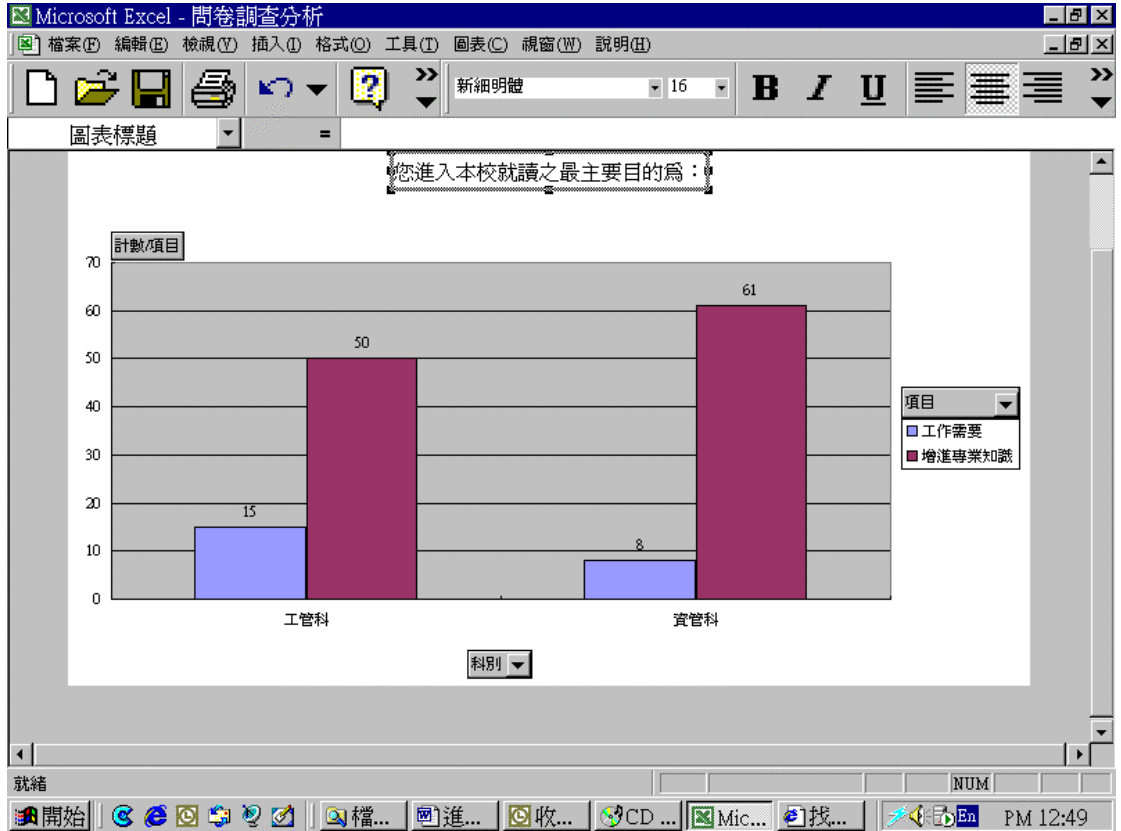 Microsoft Excel - 問卷調查分析
檔案(F) 編輯(E) 檢視(V) 插入(I) 格式(O) 工具(T) 圖表(C) 視窗(W) 說明(H)
新細明體 16 B I U
圖表標題 =
您進入本校就讀之最主要目的為：
計數/項目
70
60
50
40
30
20
10
0
15
50
8
61
工管科 資管科
科別
項目
工作需要
增進專業知識
就緒 NUM
開始 檔... 進... 收... CD ... Mic... 找... En PM 12:49